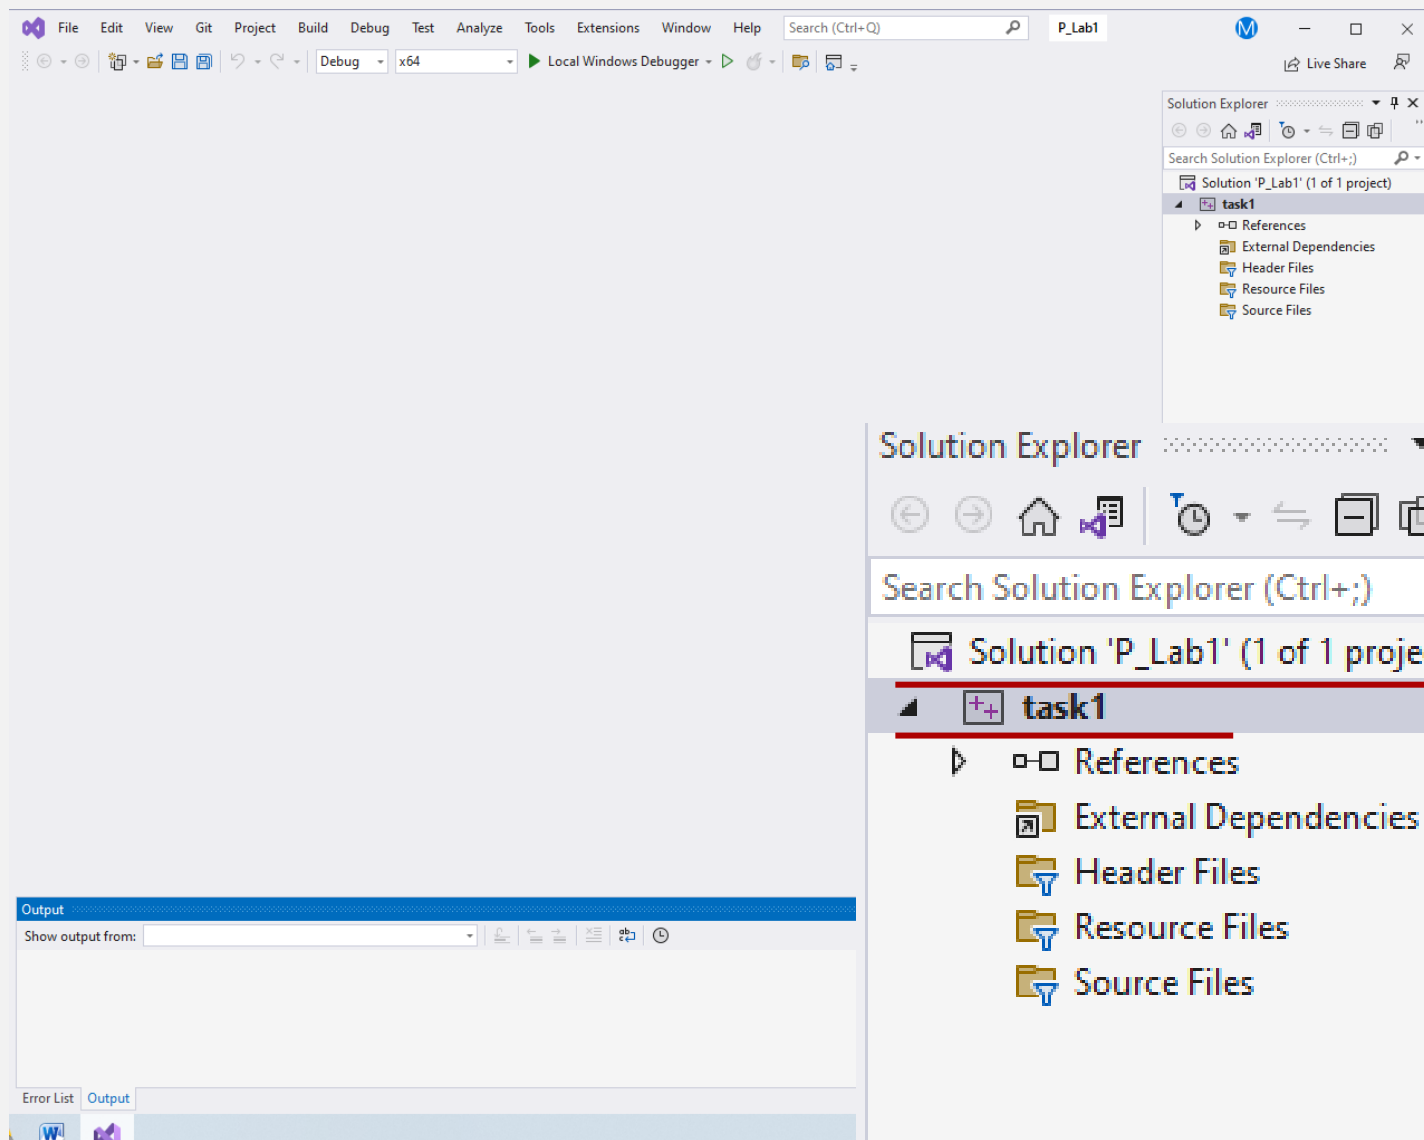 File Edit View Git Project Build Debug Test Analyze Tools Extensions Window Help Search (Ctrl+Q) P_Lab1 M
Debug x64 Local Windows Debugger Live Share
Solution Explorer
Search Solution Explorer (Ctrl+;)
Solution 'P_Lab1' (1 of 1 project)
task1
References
External Dependencies
Header Files
Resource Files
Source Files
Solution Explorer
Search Solution Explorer (Ctrl+;)
Solution 'P_Lab1' (1 of 1 proje
task1
References
External Dependencies
Header Files
Resource Files
Source Files
Output
Show output from:
Error List Output